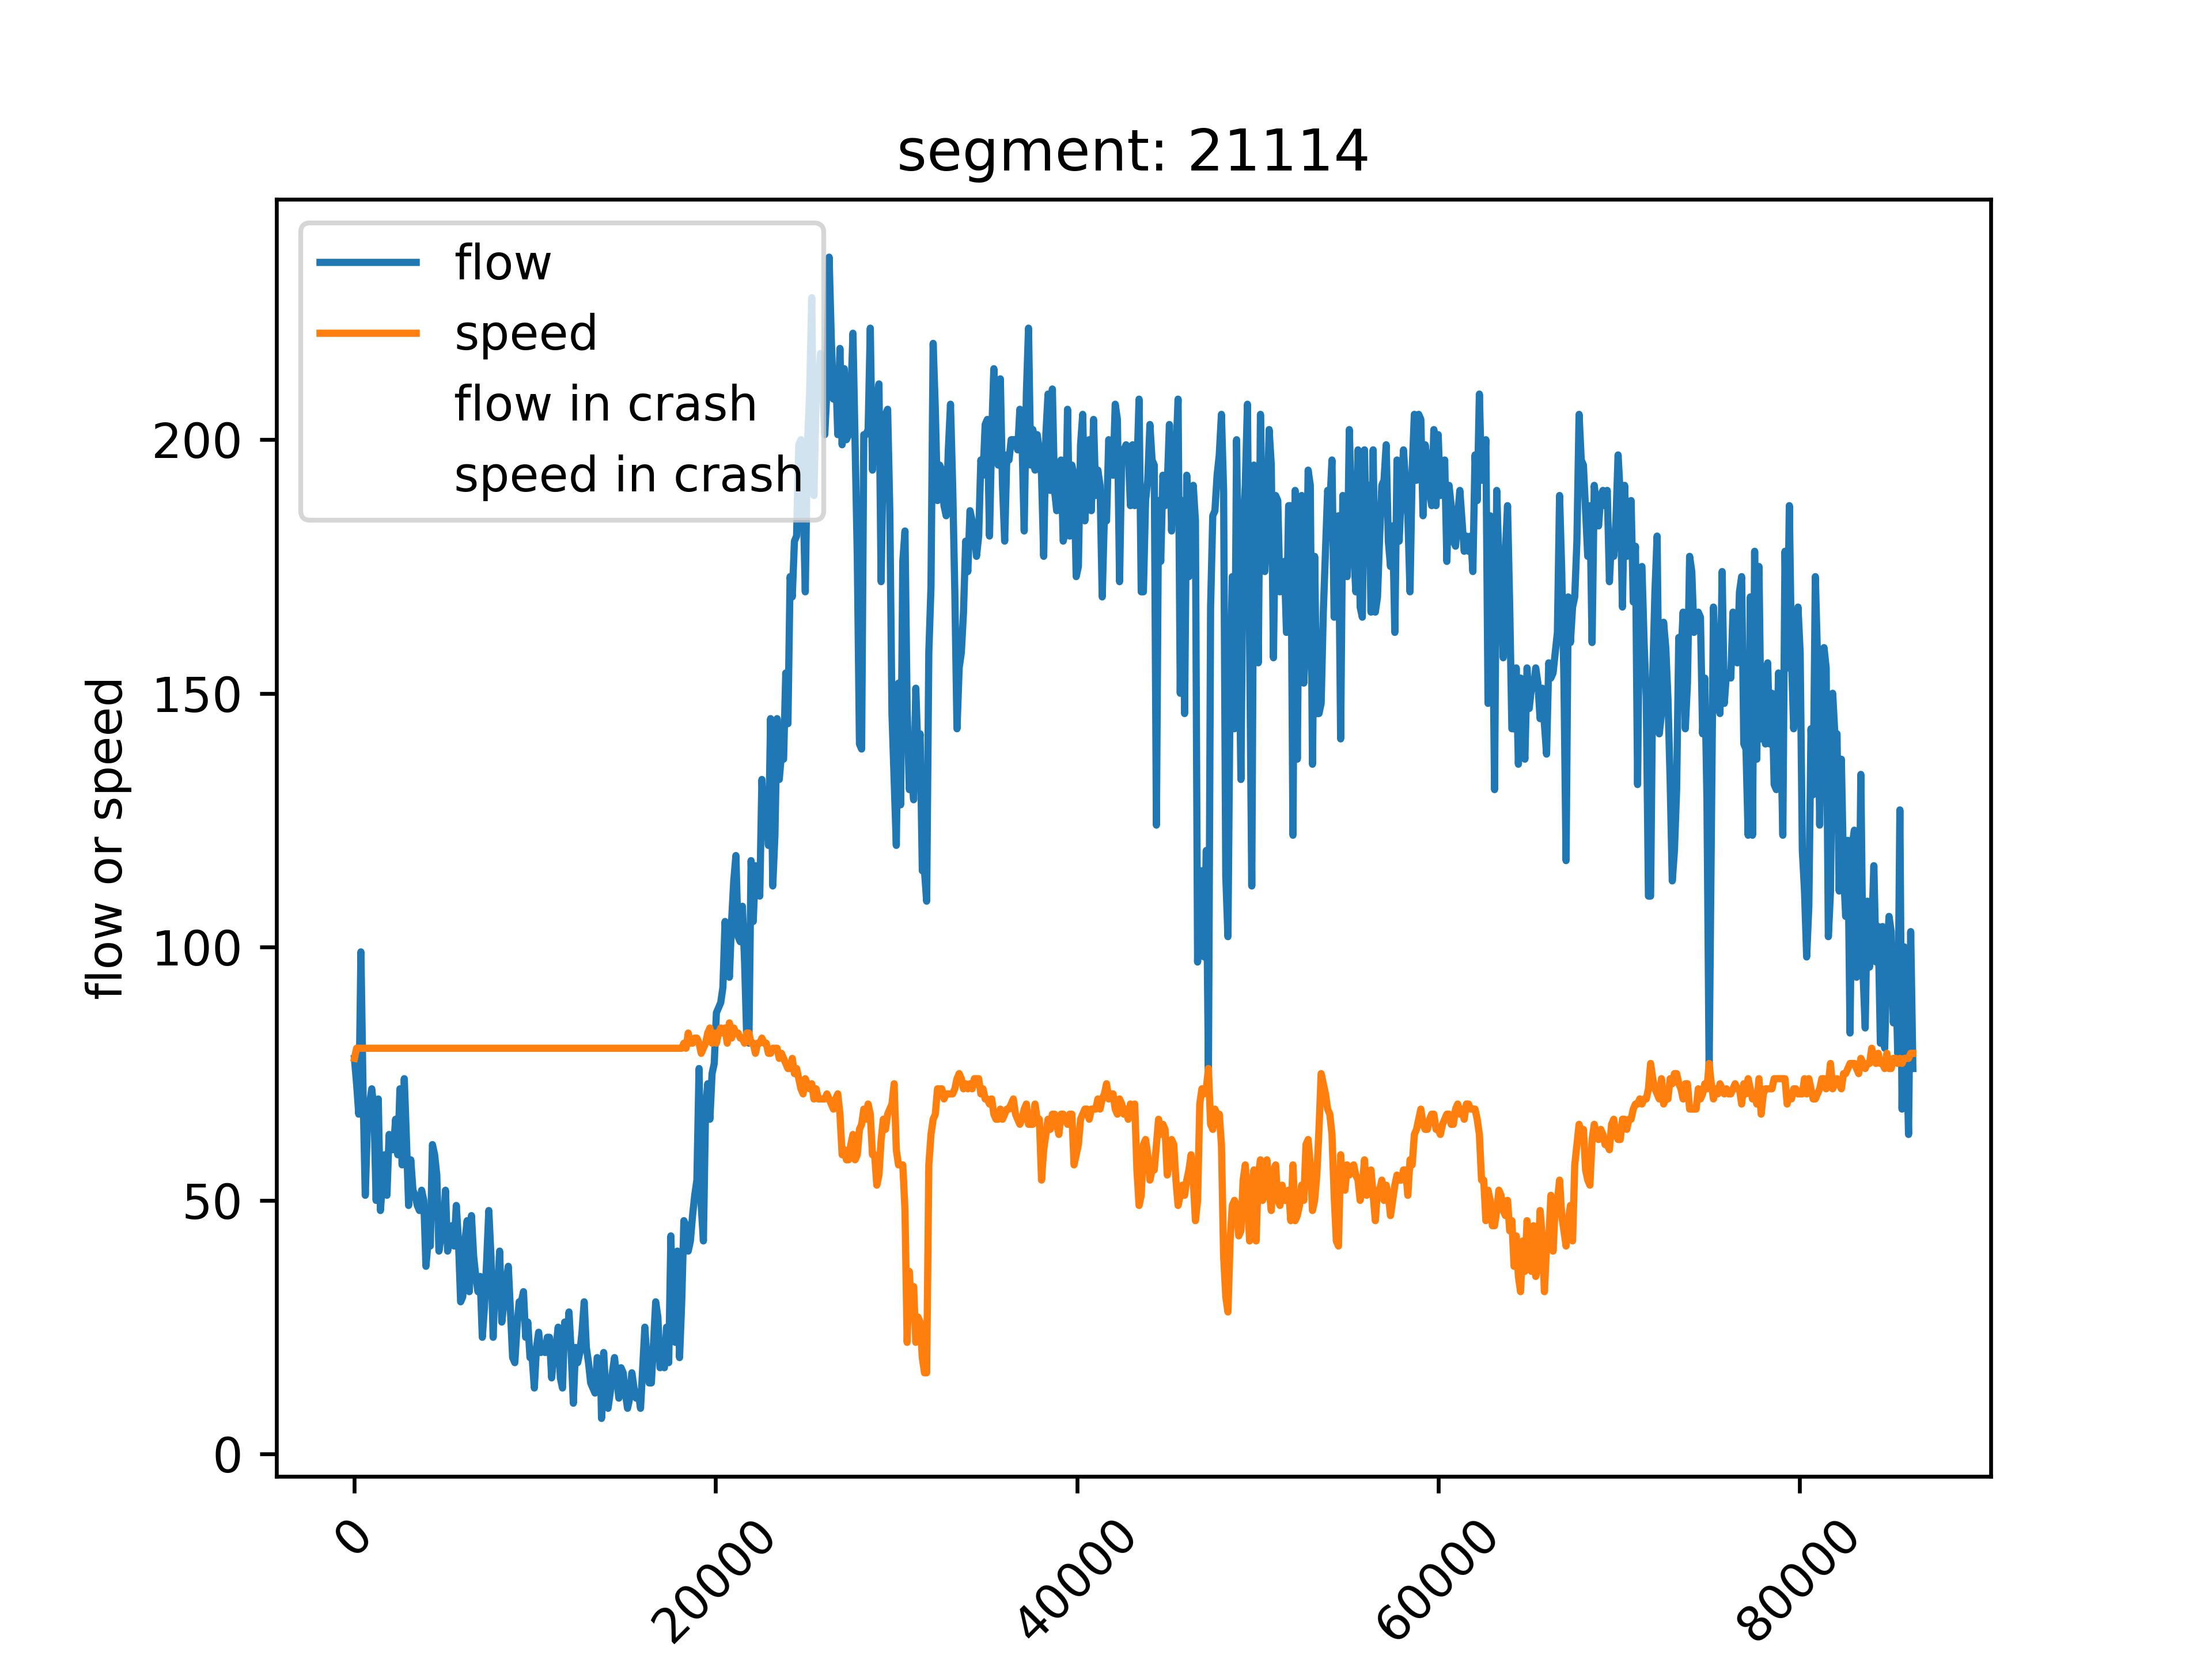 segment: 21114
flow
speed
flow in crash
speed in crash
flow or speed
200
150
100
50
0
0
20000
40000
60000
80000